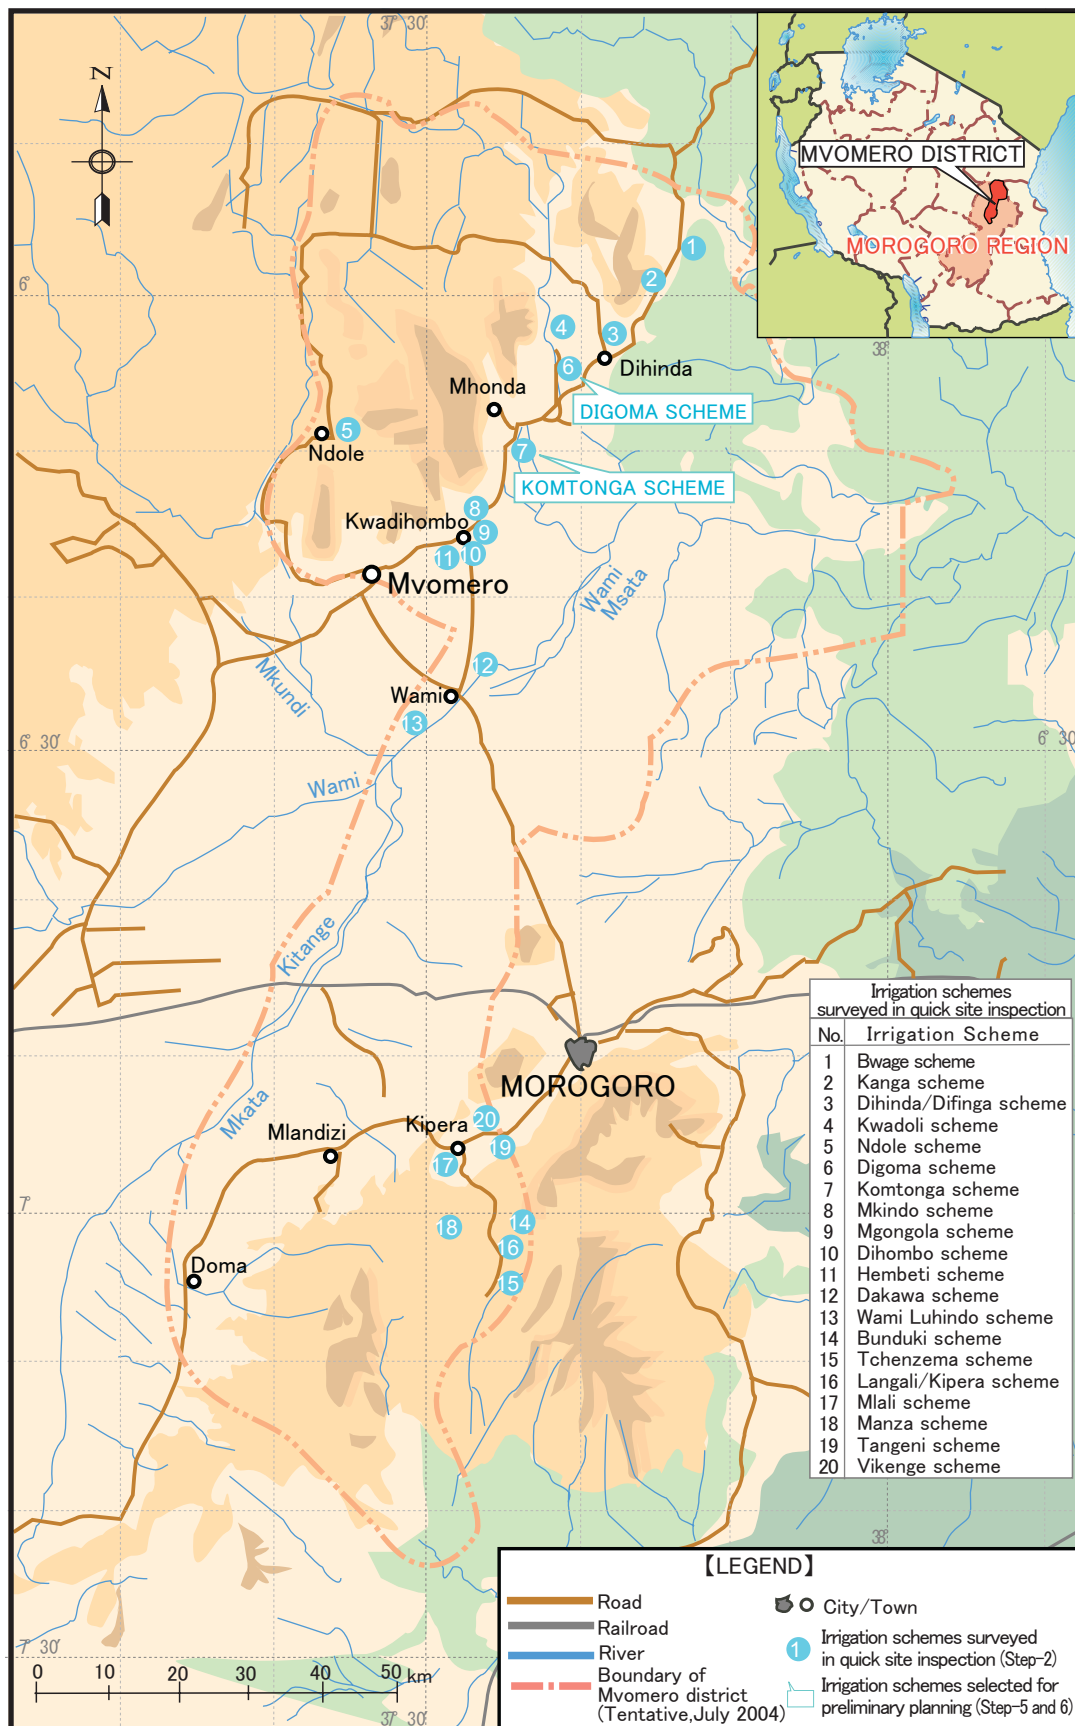 37° 30′
N
MVOMERO DISTRICT
MOROGORO REGION
1
2
6°
4
3
38°
6
Dihinda
Mhonda
DIGOMA SCHEME
5
Ndole
7
KOMTONGA SCHEME
8
Kwadihombo
9
11
10
Mvomero
Wami
Msata
12
Mkundi
Wami
13
6° 30′
6° 30′
Wami
Kitange
MOROGORO
Mkata
Mlandizi
Kipera
20
19
17
7°
18
14
16
Doma
15
Irrigation schemes
surveyed in quick site inspection
No. Irrigation Scheme
1 Bwage scheme
2 Kanga scheme
3 Dihinda/Difinga scheme
4 Kwadoli scheme
5 Ndole scheme
6 Digoma scheme
7 Komtonga scheme
8 Mkindo scheme
9 Mgongola scheme
10 Dihombo scheme
11 Hembeti scheme
12 Dakawa scheme
13 Wami Luhindo scheme
14 Bunduki scheme
15 Tchenzema scheme
16 Langali/Kipera scheme
17 Mlali scheme
18 Manza scheme
19 Tangeni scheme
20 Vikenge scheme
38°
7° 30′
0 10 20 30 40 50 km
37° 30′
【LEGEND】
Road
Railroad
River
Boundary of
Mvomero district
(Tentative,July 2004)
City/Town
1
Irrigation schemes surveyed
in quick site inspection (Step-2)
Irrigation schemes selected for
preliminary planning (Step-5 and 6)